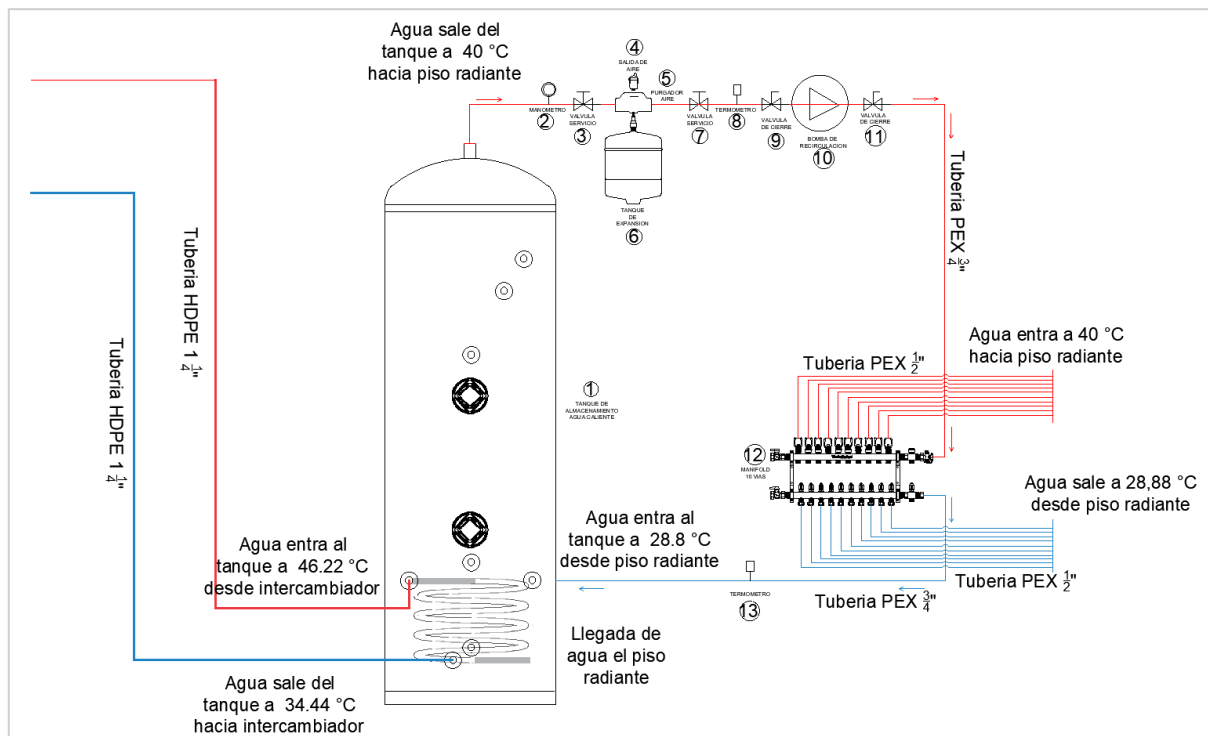 Agua sale del
tanque a 40 °C
hacia piso radiante
4
SALIDA DE
AIRE
5
PURGADOR
AIRE
MANOMETRO
2
VALVULA
SERVICIO
3
VALVULA
SERVICIO
7
TERMOMETRO
8
VALVULA
DE CIERRE
9
BOMBA DE
RECIRCULACION
10
VALVULA
DE CIERRE
11
TANQUE
DE
EXPANSION
6
Tuberia PEX 3/4"
Tuberia HDPE 1 1/4"
Tuberia HDPE 1 1/4"
1
TANQUE DE
ALMACENAMIENTO
AGUA CALIENTE
Agua entra a 40 °C
hacia piso radiante
Tuberia PEX 1/2"
12
MANIFOLD
10 VIAS
Agua sale a 28,88 °C
desde piso radiante
Agua entra al
tanque a 28.8 °C
desde piso radiante
Agua entra al
tanque a 46.22 °C
desde intercambiador
Tuberia PEX 1/2"
Tuberia PEX 3/4"
TERMOMETRO
13
Llegada de
agua el piso
radiante
Agua sale del
tanque a 34.44 °C
hacia intercambiador